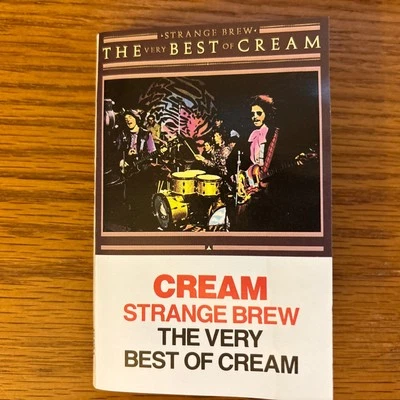 ·STRANGE BREW·
THE VERY BEST OF CREAM
CREAM
STRANGE BREW
THE VERY
BEST OF CREAM